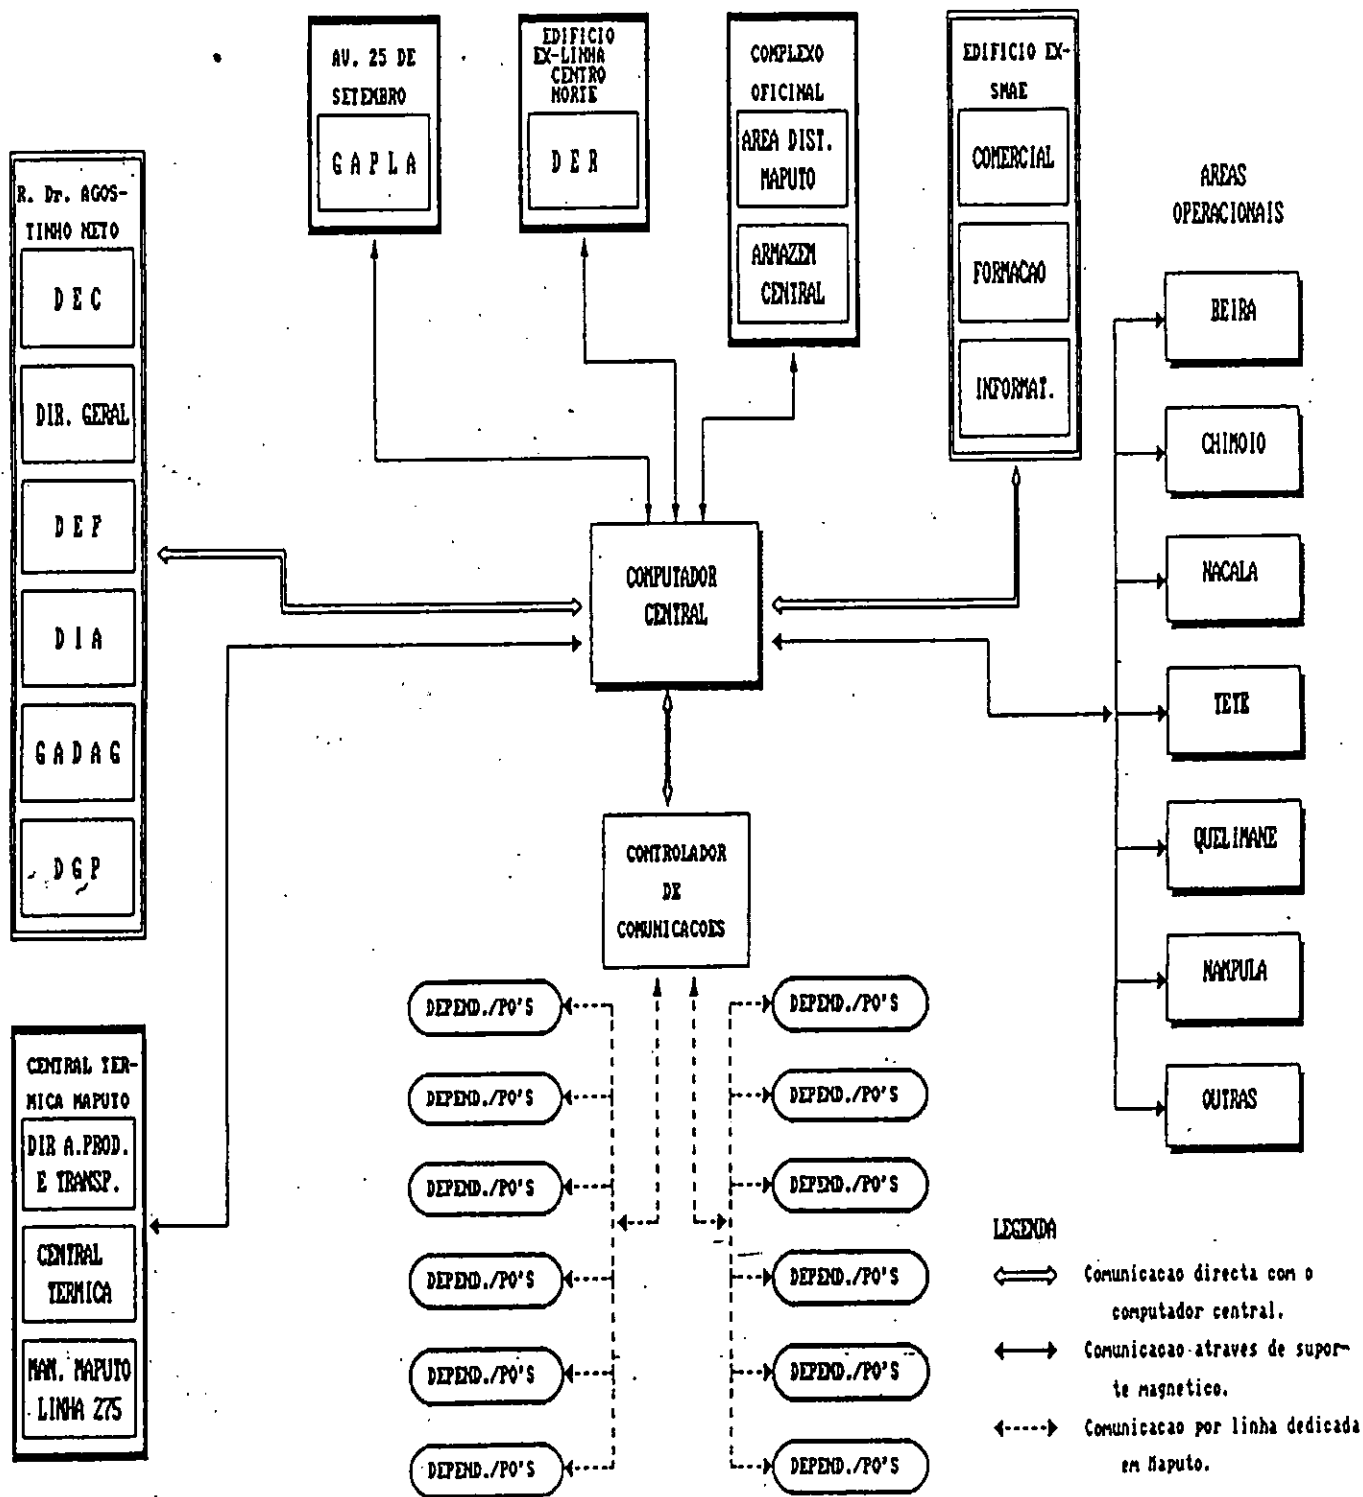 AV. 25 DE
SETEMBRO
G A P L A
EDIFICIO
EX-LINHA
CENTRO
NORTE
D E R
COMPLEXO
OFICINAL
AREA DIST.
MAPUTO
ARMAZEM
CENTRAL
EDIFICIO EX-
SMAE
COMERCIAL
FORMACAO
INFORMAT.
R. Dr. AGOS-
TINHO NETO
D E C
DIR. GERAL
D E F
D I A
G A D A G
D G P
AREAS
OPERACIONAIS
BEIRA
CHIMOIO
NACALA
TETE
QUELIMANE
NAMPULA
OUTRAS
COMPUTADOR
CENTRAL
CONTROLADOR
DE
COMUNICACOES
CENTRAL TER-
MICA MAPUTO
DIR A.PROD.
E TRANSP.
CENTRAL
TERMICA
MAN. MAPUTO
LINHA 275
DEPEND./PO'S
DEPEND./PO'S
DEPEND./PO'S
DEPEND./PO'S
DEPEND./PO'S
DEPEND./PO'S
DEPEND./PO'S
DEPEND./PO'S
DEPEND./PO'S
DEPEND./PO'S
DEPEND./PO'S
DEPEND./PO'S
LEGENDA
Comunicacao directa com o
computador central.
Comunicacao atraves de supor-
te magnetico.
Comunicacao por linha dedicada
em Maputo.